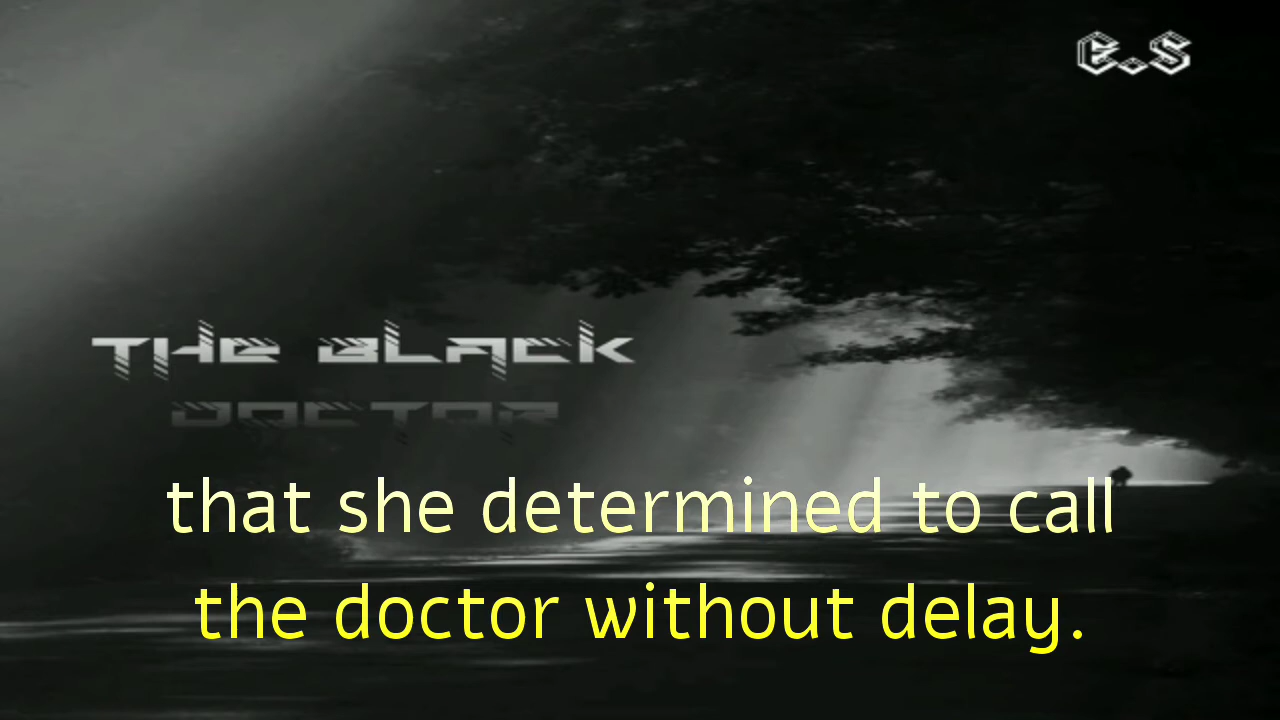 E.S
THE BLACK
DOCTOR
that she determined to call
the doctor without delay.